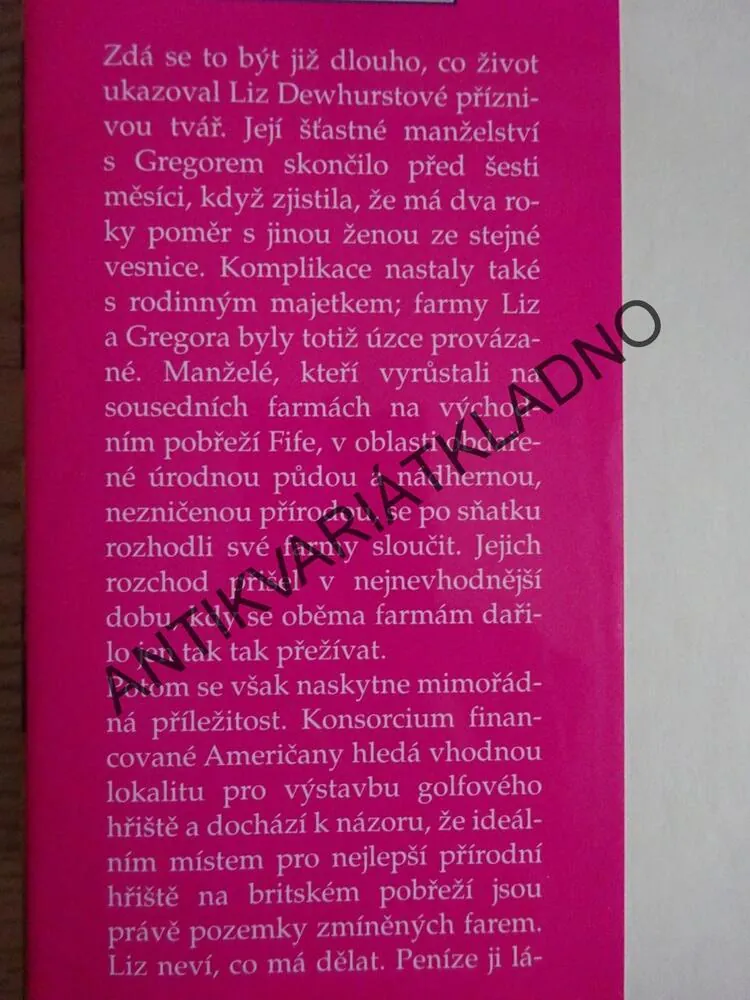 Zdá se to být již dlouho, co život
ukazoval Liz Dewhurstové přízni-
vou tvář. Její šťastné manželství
s Gregorem skončilo před šesti
měsíci, když zjistila, že má dva ro-
ky poměr s jinou ženou ze stejné
vesnice. Komplikace nastaly také
s rodinným majetkem; farmy Liz
a Gregora byly totiž úzce prováza-
né. Manželé, kteří vyrůstali na
sousedních farmách na východ-
ním pobřeží Fife, v oblasti obdaře-
né úrodnou půdou a nádhernou,
nezničenou přírodou, se po sňatku
rozhodli své farmy sloučit. Jejich
rozchod přišel v nejnevhodnější
dobu, kdy se oběma farmám daři-
lo jen tak tak přežívat.
Potom se však naskytne mimořád-
ná příležitost. Konsorcium finan-
cované Američany hledá vhodnou
lokalitu pro výstavbu golfového
hřiště a dochází k názoru, že ideál-
ním místem pro nejlepší přírodní
hřiště na britském pobřeží jsou
právě pozemky zmíněných farem.
Liz neví, co má dělat. Peníze ji lá-
ANTIKVARIÁTKLADNO